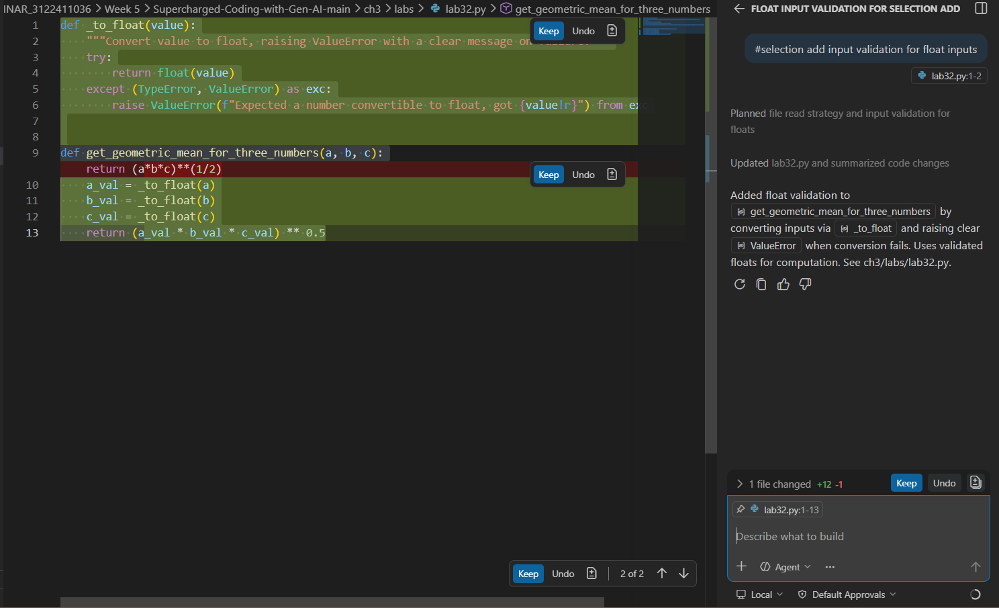 INAR_3122411036 > Week 5 > Supercharged-Coding-with-Gen-AI-main > ch3 > labs > lab32.py > get_geometric_mean_for_three_numbers
1 def _to_float(value):
2 """Convert value to float, raising ValueError with a clear message on
3 try:
4 return float(value)
5 except (TypeError, ValueError) as exc:
6 raise ValueError(f"Expected a number convertible to float, got {value!r}") from exc
7
8
9 def get_geometric_mean_for_three_numbers(a, b, c):
return (a*b*c)**(1/2)
10 a_val = _to_float(a)
11 b_val = _to_float(b)
12 c_val = _to_float(c)
13 return (a_val * b_val * c_val) ** 0.5
Keep Undo
Keep Undo
Keep Undo 2 of 2
FLOAT INPUT VALIDATION FOR SELECTION ADD
#selection add input validation for float inputs
lab32.py:1-2
Planned file read strategy and input validation for
floats
Updated lab32.py and summarized code changes
Added float validation to
get_geometric_mean_for_three_numbers by
converting inputs via _to_float and raising clear
ValueError when conversion fails. Uses validated
floats for computation. See ch3/labs/lab32.py.
1 file changed +12 -1 Keep Undo
lab32.py:1-13
Describe what to build
Agent
Local Default Approvals